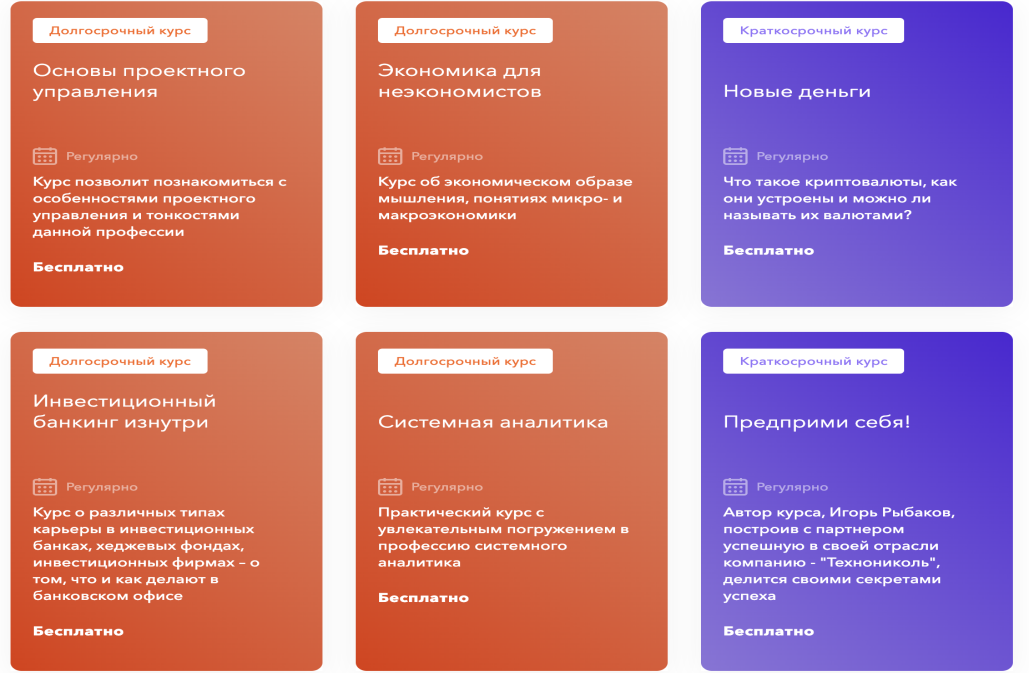 Долгосрочный курс
Основы проектного
управления
Регулярно
Курс позволит познакомиться с
особенностями проектного
управления и тонкостями
данной профессии
Бесплатно
Долгосрочный курс
Экономика для
неэкономистов
Регулярно
Курс об экономическом образе
мышления, понятиях микро- и
макроэкономики
Бесплатно
Краткосрочный курс
Новые деньги
Регулярно
Что такое криптовалюты, как
они устроены и можно ли
называть их валютами?
Бесплатно
Долгосрочный курс
Инвестиционный
банкинг изнутри
Регулярно
Курс о различных типах
карьеры в инвестиционных
банках, хеджевых фондах,
инвестиционных фирмах – о
том, что и как делают в
банковском офисе
Бесплатно
Долгосрочный курс
Системная аналитика
Регулярно
Практический курс с
увлекательным погружением в
профессию системного
аналитика
Бесплатно
Краткосрочный курс
Предприми себя!
Регулярно
Автор курса, Игорь Рыбаков,
построив с партнером
успешную в своей отрасли
компанию - "Технониколь",
делится своими секретами
успеха
Бесплатно